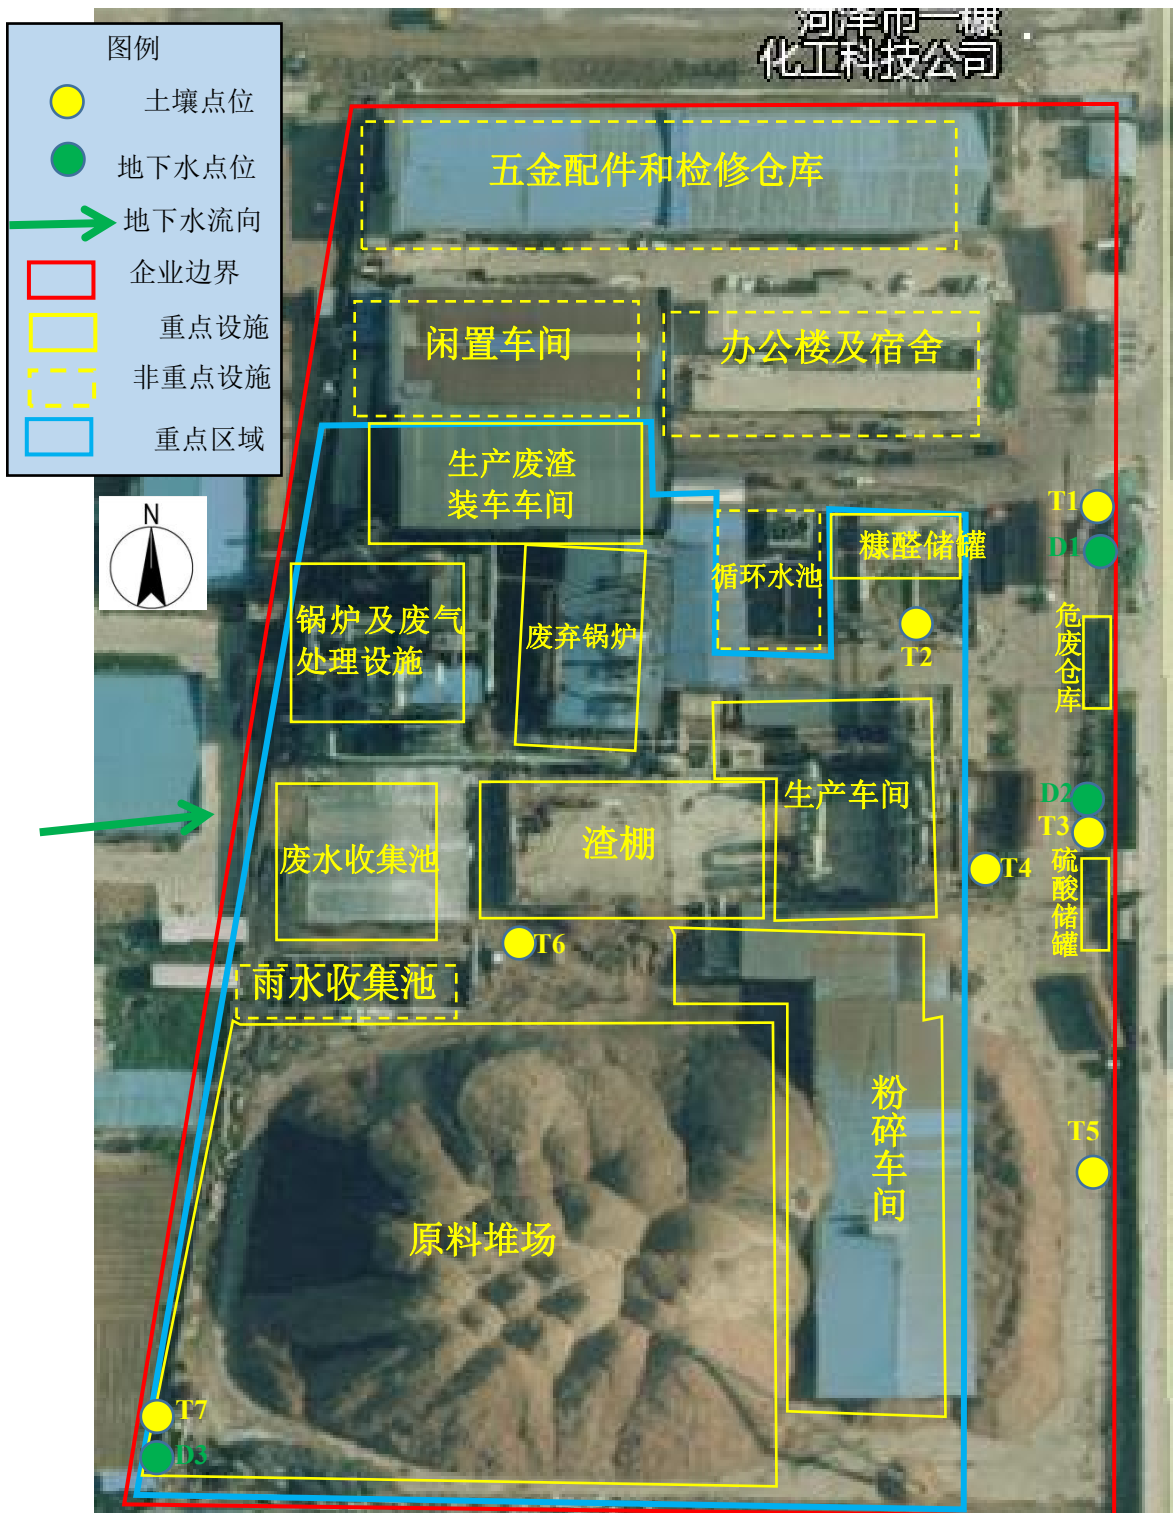 河泽市一穗
化工科技公司
图例
土壤点位
地下水点位
地下水流向
企业边界
重点设施
非重点设施
重点区域
N
五金配件和检修仓库
闲置车间
办公楼及宿舍
生产废渣
装车车间
T1
D1
糠醛储罐
循环水池
锅炉及废气
处理设施
废弃锅炉
T2
危废仓库
D2
T3
生产车间
渣棚
废水收集池
T4
硫酸储罐
T6
雨水收集池
粉碎车间
T5
原料堆场
T7
D3